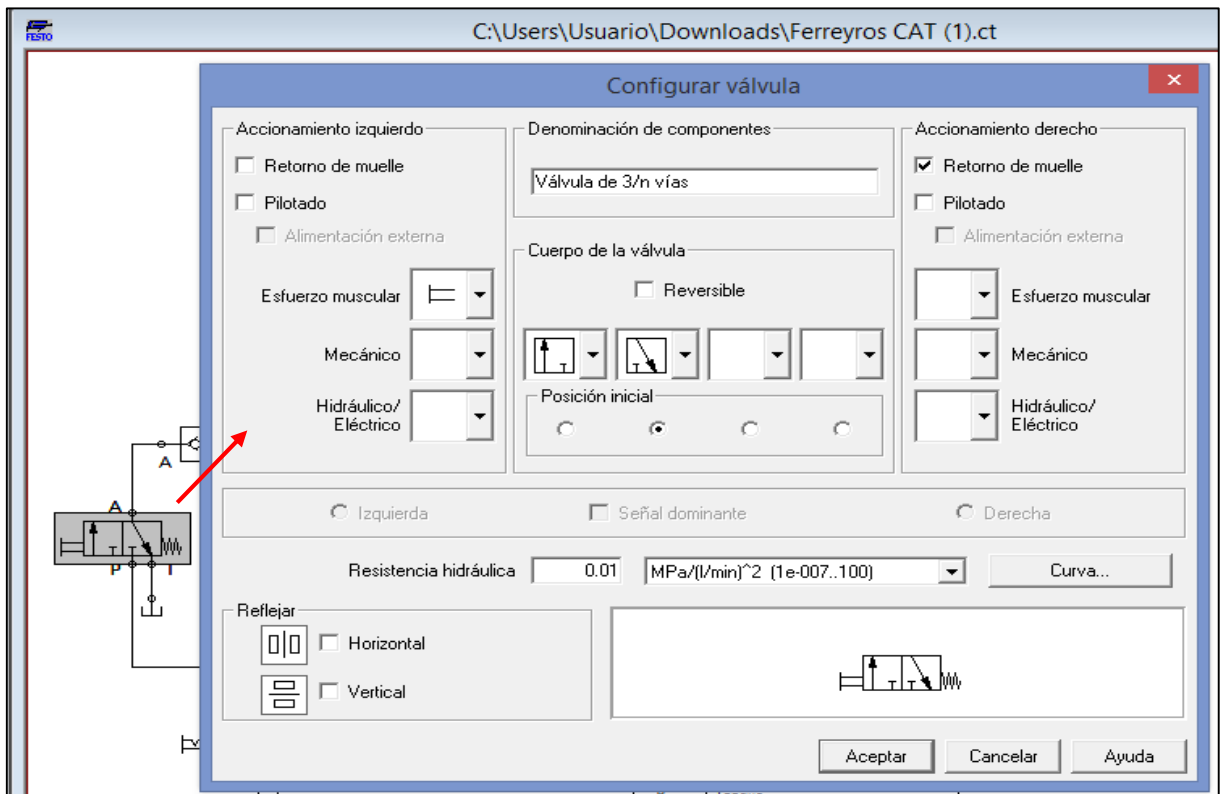 FESTO
C:\Users\Usuario\Downloads\Ferreyros CAT (1).ct
Configurar válvula
Accionamiento izquierdo
Retorno de muelle
Pilotado
Alimentación externa
Esfuerzo muscular
Mecánico
Hidráulico/
Eléctrico
Denominación de componentes
Válvula de 3/n vías
Cuerpo de la válvula
Reversible
T T
Posición inicial
Accionamiento derecho
Retorno de muelle
Pilotado
Alimentación externa
Esfuerzo muscular
Mecánico
Hidráulico/
Eléctrico
A
A
T T
P T
Izquierda Señal dominante Derecha
Resistencia hidráulica 0.01 MPa/(l/min)^2 (1e-007..100) Curva...
Reflejar
Horizontal
Vertical
T T
Aceptar Cancelar Ayuda